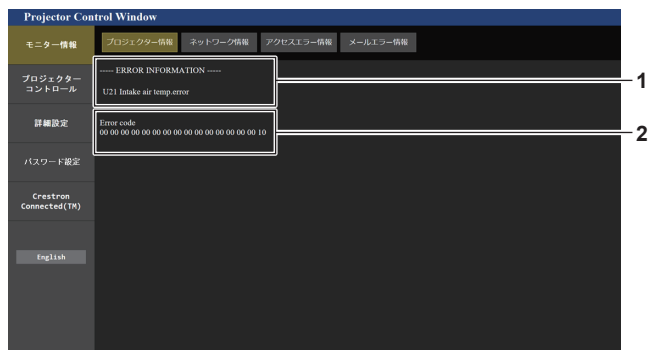 Projector Control Window
モニター情報
プロジェクター情報 ネットワーク情報 アクセスエラー情報 メールエラー情報
プロジェクター
コントロール
----- ERROR INFORMATION -----
U21 Intake air temp.error
1
詳細設定
Error code
00 00 00 00 00 00 00 00 00 00 00 00 00 00 00 10
2
パスワード設定
Crestron
Connected(TM)
English